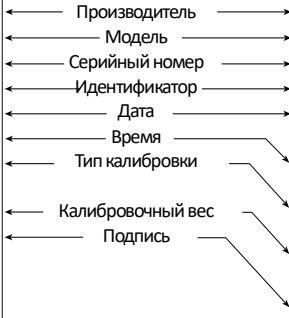 Производитель
Модель
Серийный номер
Идентификатор
Дата
Время
Тип калибровки
Калибровочный вес
Подпись